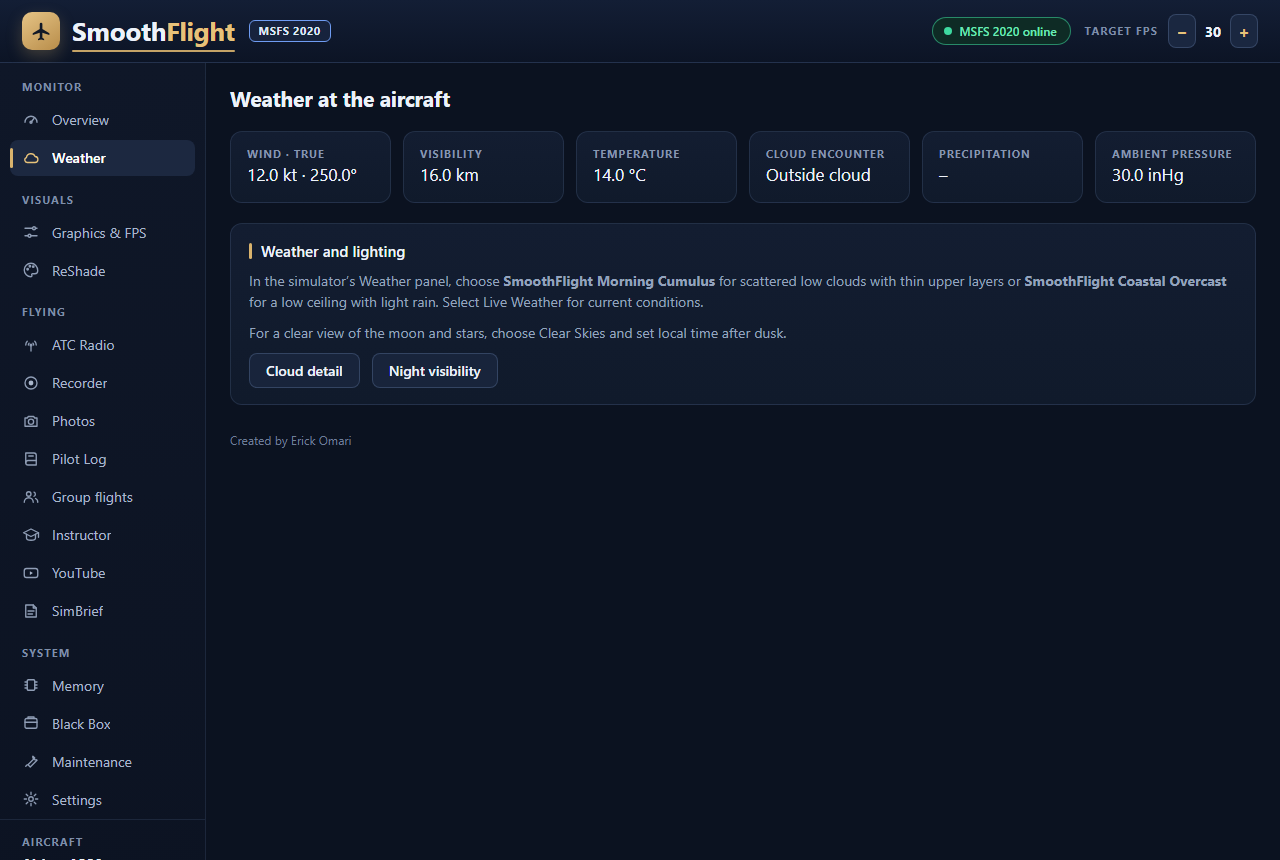 SmoothFlight
MSFS 2020
MSFS 2020 online
TARGET FPS
– 30 +
MONITOR
Overview
Weather
VISUALS
Graphics & FPS
ReShade
FLYING
ATC Radio
Recorder
Photos
Pilot Log
Group flights
Instructor
YouTube
SimBrief
SYSTEM
Memory
Black Box
Maintenance
Settings
AIRCRAFT
Weather at the aircraft
WIND · TRUE
12.0 kt · 250.0°
VISIBILITY
16.0 km
TEMPERATURE
14.0 °C
CLOUD ENCOUNTER
Outside cloud
PRECIPITATION
–
AMBIENT PRESSURE
30.0 inHg
Weather and lighting
In the simulator's Weather panel, choose SmoothFlight Morning Cumulus for scattered low clouds with thin upper layers or SmoothFlight Coastal Overcast
for a low ceiling with light rain. Select Live Weather for current conditions.
For a clear view of the moon and stars, choose Clear Skies and set local time after dusk.
Cloud detail
Night visibility
Created by Erick Omari